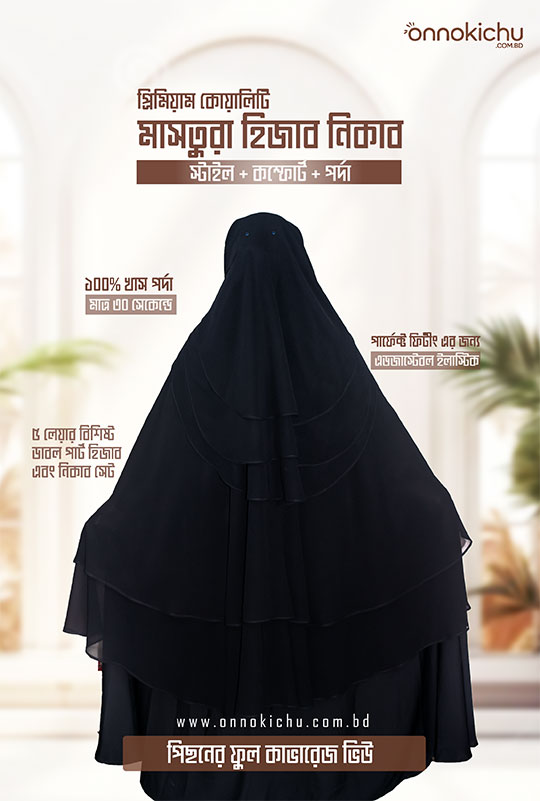 onnokichu
.COM.BD
প্রিমিয়াম কোয়ালিটি
মাসতুরা হিজাব নিকাব
স্টাইল + কম্ফোর্ট + পর্দা
১০০% খাস পর্দা
মাত্র ৩০ সেকেন্ডে
পার্ফেক্ট ফিটিং এর জন্য
এডজাস্টেবল ইলাস্টিক
৫ লেয়ার বিশিষ্ট
ডাবল পার্ট হিজাব
এবং নিকাব সেট
www.onnokichu.com.bd
পিছনের ফুল কাভারেজ ভিউ